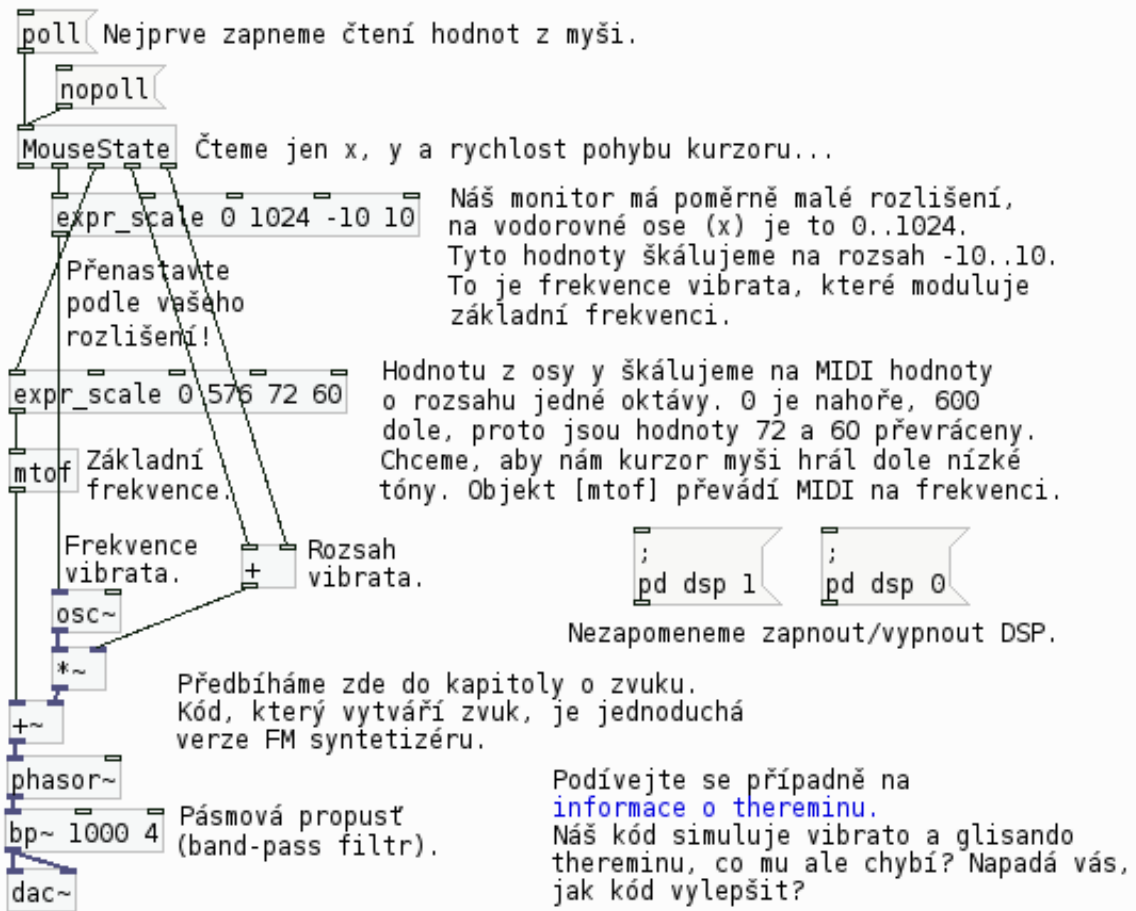 poll
Nejprve zapneme čtení hodnot z myši.
nopoll
MouseState
Čteme jen x, y a rychlost pohybu kurzoru...
expr_scale 0 1024 -10 10
Náš monitor má poměrně malé rozlišení,
na vodorovné ose (x) je to 0..1024.
Tyto hodnoty škálujeme na rozsah -10..10.
To je frekvence vibrata, které moduluje
základní frekvenci.
Přenastavte
podle vašeho
rozlišení!
expr_scale 0 576 72 60
Hodnotu z osy y škálujeme na MIDI hodnoty
o rozsahu jedné oktávy. 0 je nahoře, 600
dole, proto jsou hodnoty 72 a 60 převráceny.
Chceme, aby nám kurzor myši hrál dole nízké
tóny. Objekt [mtof] převádí MIDI na frekvenci.
mtof
Základní
frekvence.
Frekvence
vibrata.
+
Rozsah
vibrata.
;
pd dsp 1
;
pd dsp 0
Nezapomeneme zapnout/vypnout DSP.
osc~
*~
Předbíháme zde do kapitoly o zvuku.
Kód, který vytváří zvuk, je jednoduchá
verze FM syntetizéru.
+~
phasor~
bp~ 1000 4
Pásmová propusť
(band-pass filtr).
dac~
Podívejte se případně na
informace o thereminu.
Náš kód simuluje vibrato a glisando
thereminu, co mu ale chybí? Napadá vás,
jak kód vylepšit?